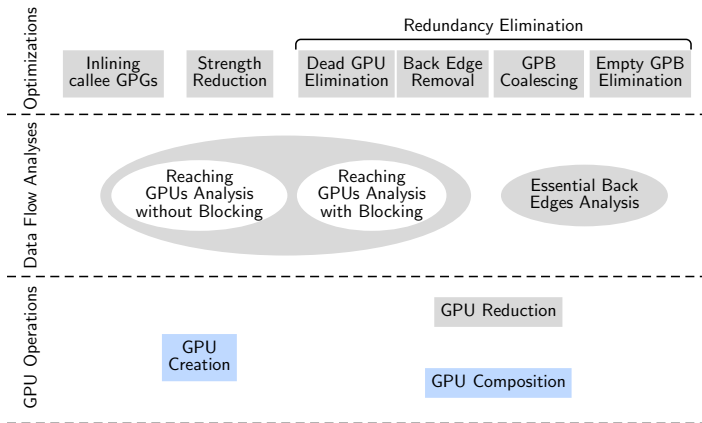 Redundancy Elimination
Optimizations
Inlining
callee GPGs
Strength
Reduction
Dead GPU
Elimination
Back Edge
Removal
GPB
Coalescing
Empty GPB
Elimination
Data Flow Analyses
Reaching
GPUs Analysis
without Blocking
Reaching
GPUs Analysis
with Blocking
Essential Back
Edges Analysis
GPU Operations
GPU Reduction
GPU
Creation
GPU Composition